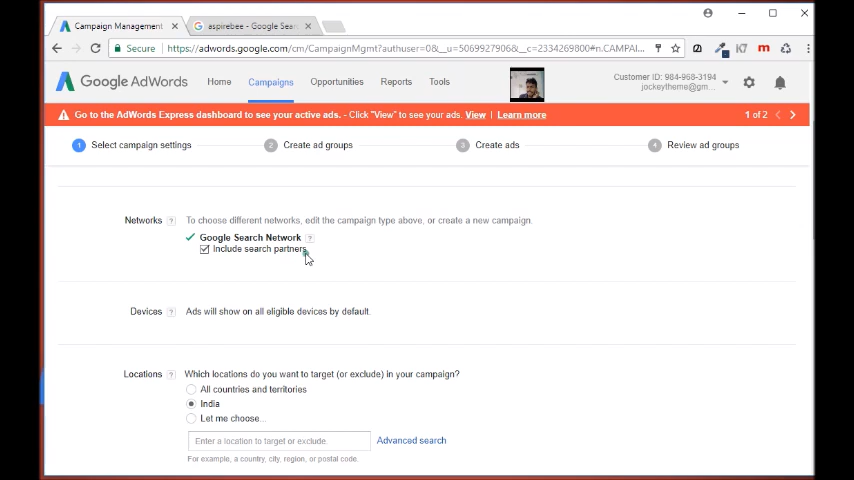 Campaign Management
aspirebee - Google Sear
Secure
https://adwords.google.com/cm/CampaignMgmt?authuser=0&__u=5069927906&__c=2334269800#n.CAMPAI...
Google AdWords
Home
Campaigns
Opportunities
Reports
Tools
Customer ID: 984-968-3194
jockeytheme@gm...
Go to the AdWords Express dashboard to see your active ads. - Click "View" to see your ads. View | Learn more
1 of 2
1 Select campaign settings
2 Create ad groups
3 Create ads
4 Review ad groups
Networks ? To choose different networks, edit the campaign type above, or create a new campaign.
Google Search Network ?
Include search partners
Devices ? Ads will show on all eligible devices by default.
Locations ? Which locations do you want to target (or exclude) in your campaign?
All countries and territories
India
Let me choose...
Enter a location to target or exclude. Advanced search
For example, a country, city, region, or postal code.